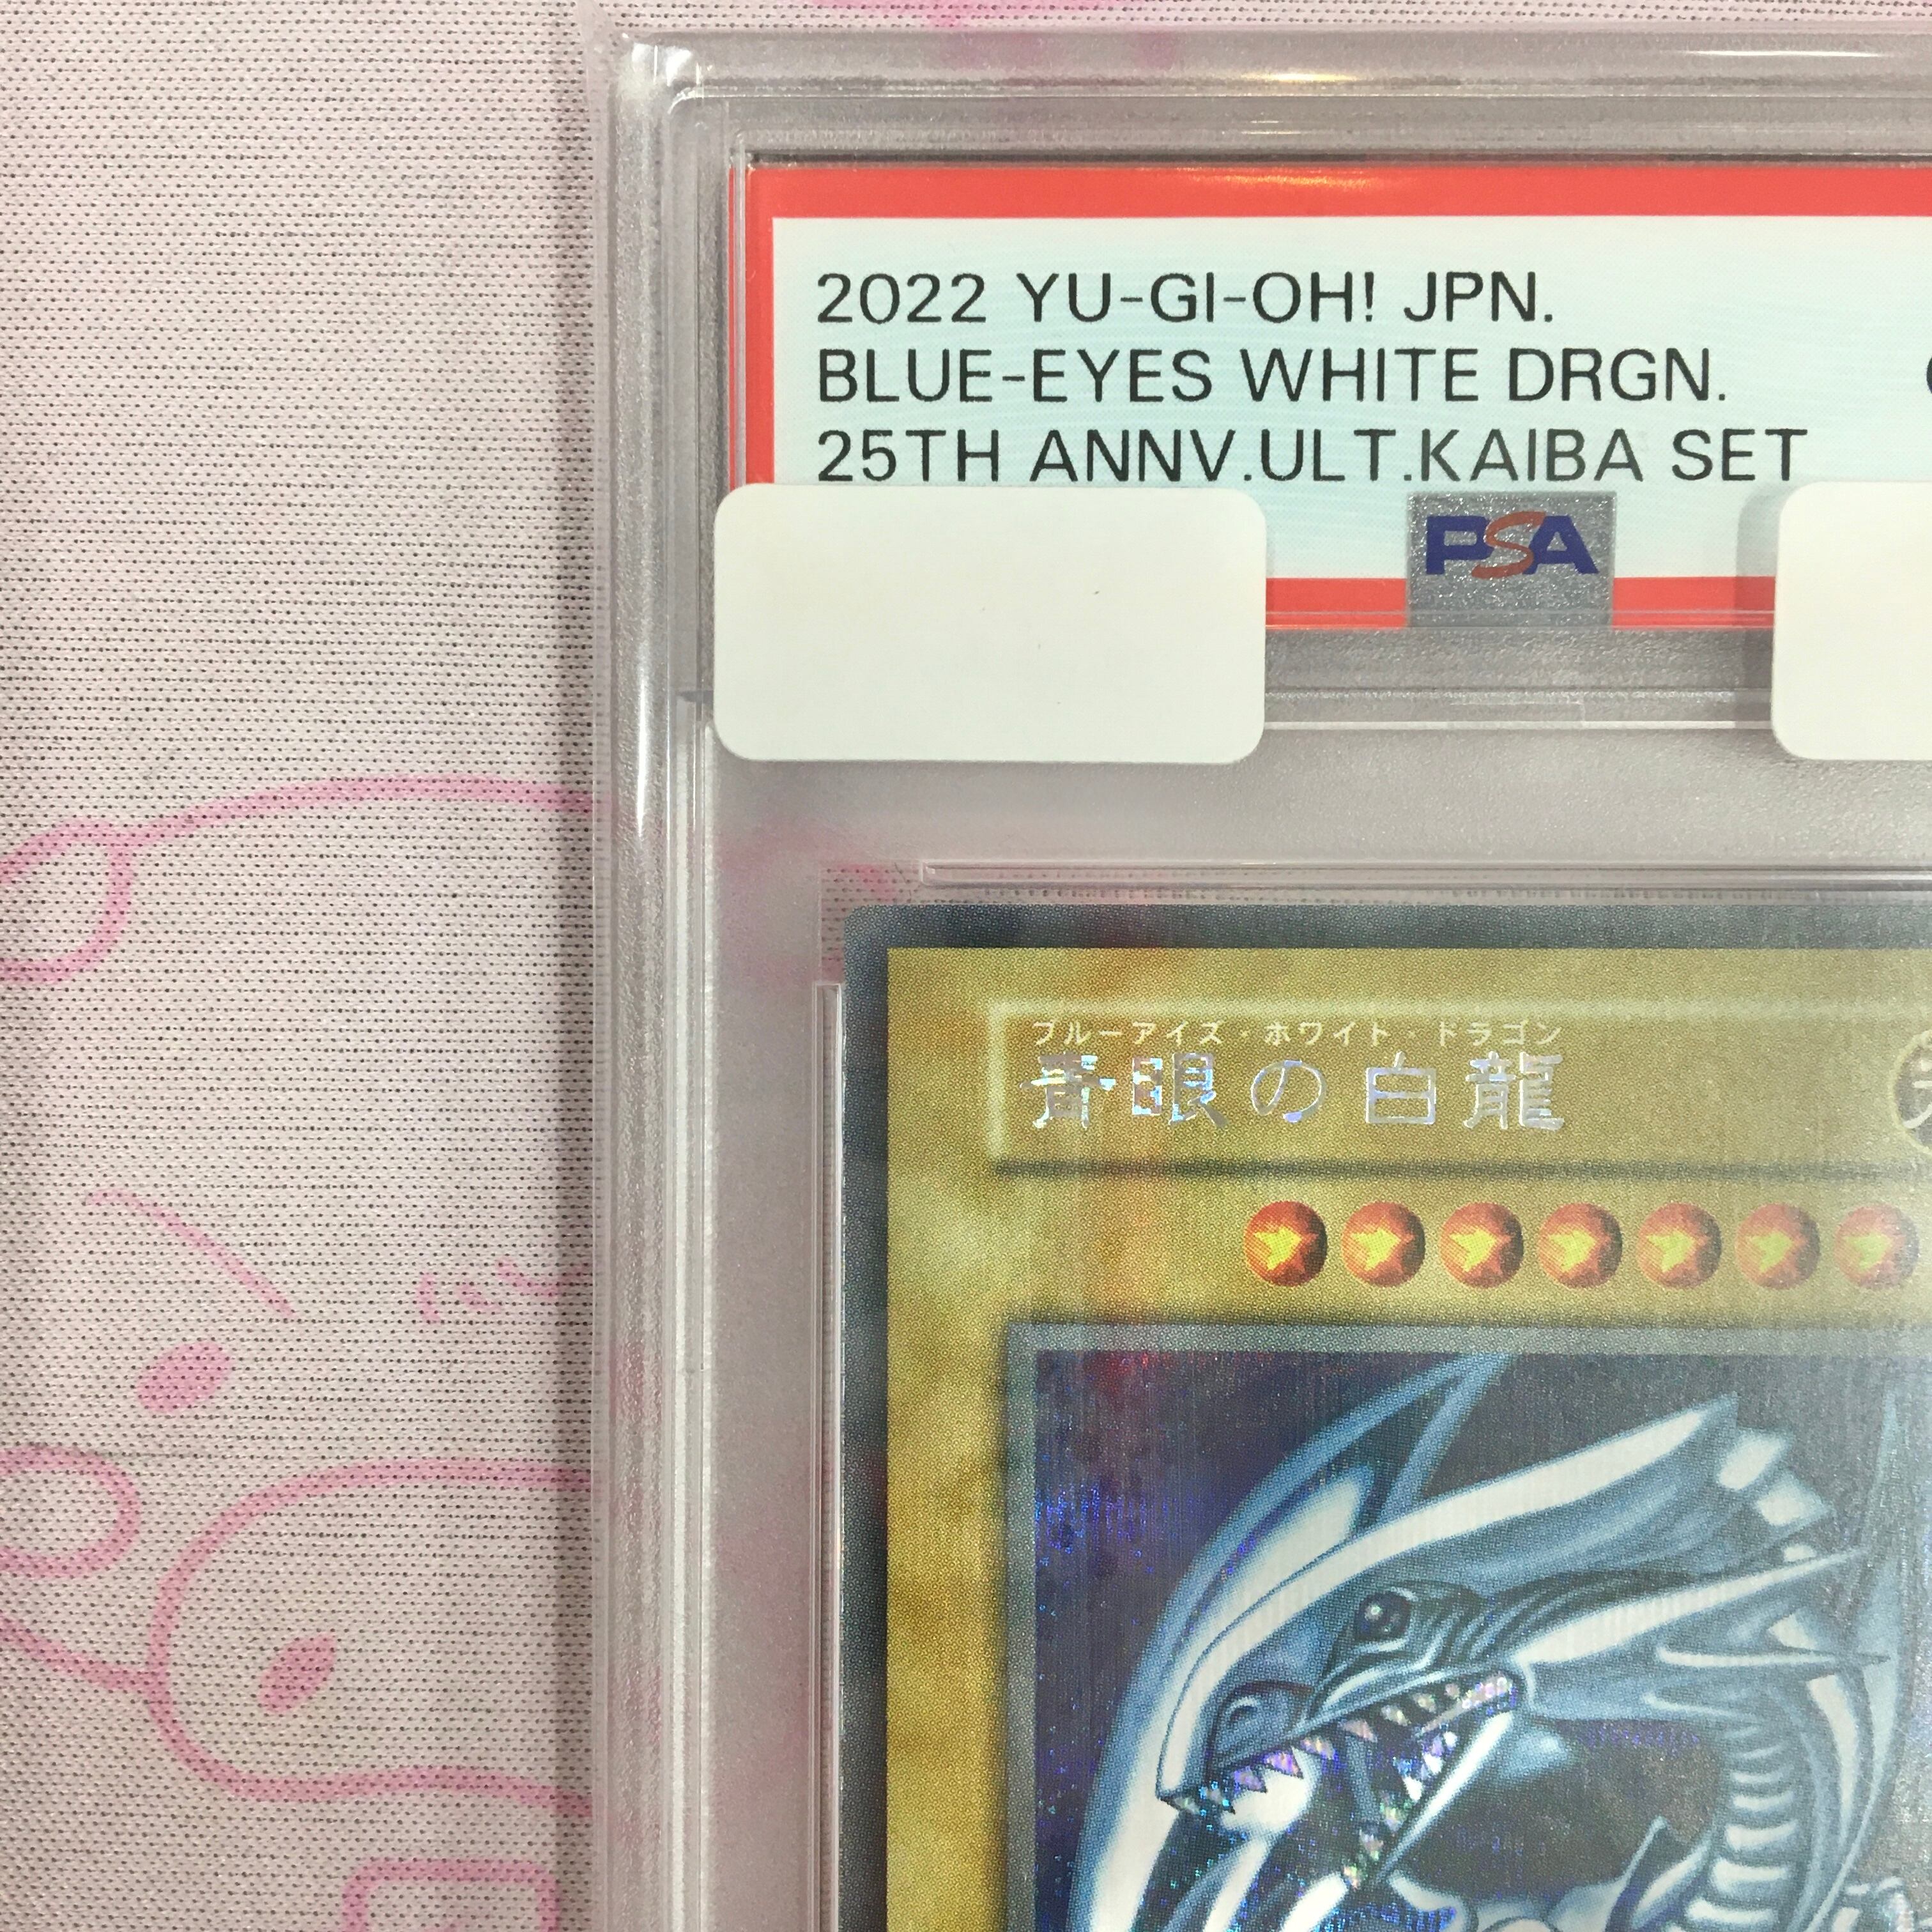 2022 YU-GI-OH! JPN.
BLUE-EYES WHITE DRGN.
25TH ANNV.ULT.KAIBA SET
PSA
ブルーアイズ・ホワイト・ドラゴン
青眼の白龍